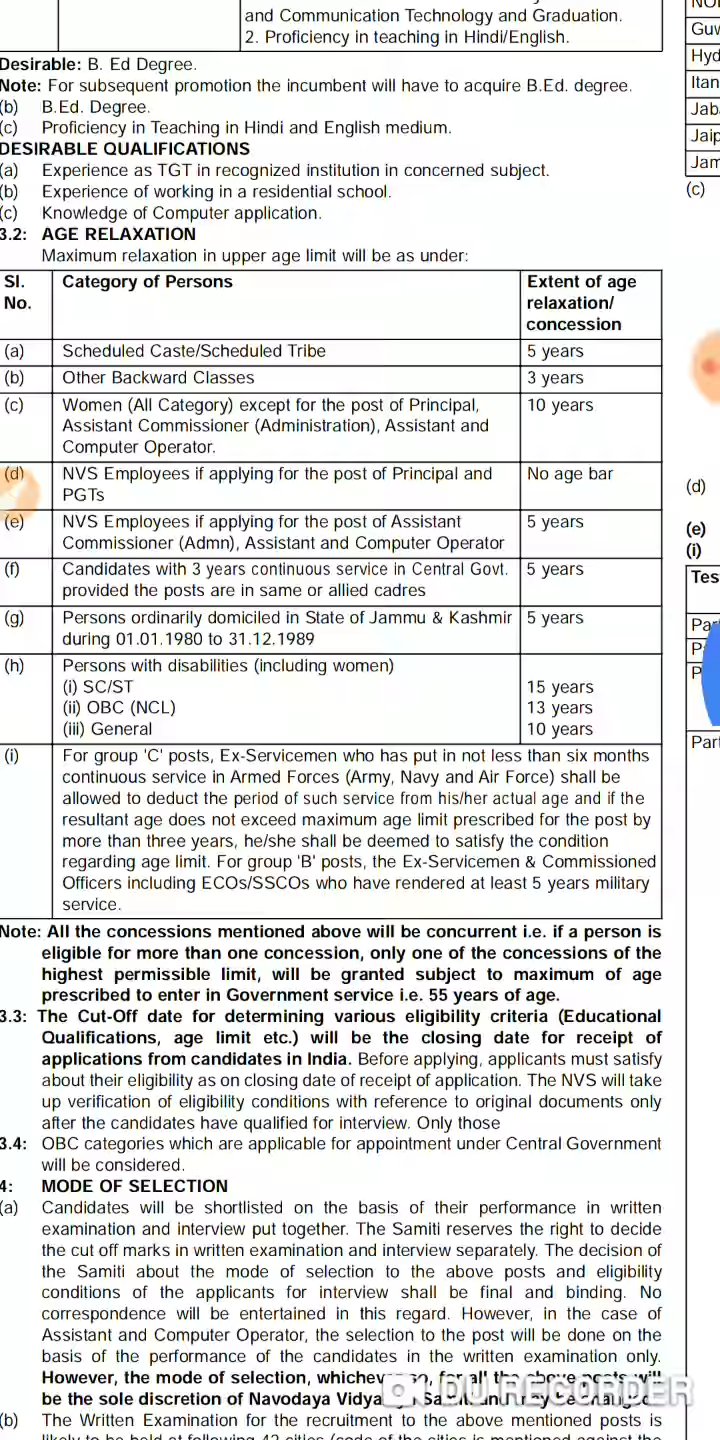 and Communication Technology and Graduation.
2. Proficiency in teaching in Hindi/English.
Desirable: B. Ed Degree.
Note: For subsequent promotion the incumbent will have to acquire B.Ed. degree.
(b) B.Ed. Degree.
(c) Proficiency in Teaching in Hindi and English medium.
DESIRABLE QUALIFICATIONS
(a) Experience as TGT in recognized institution in concerned subject.
(b) Experience of working in a residential school.
(c) Knowledge of Computer application.
3.2: AGE RELAXATION
Maximum relaxation in upper age limit will be as under:
Sl. Category of Persons Extent of age
No. relaxation/
concession
(a) Scheduled Caste/Scheduled Tribe 5 years
(b) Other Backward Classes 3 years
(c) Women (All Category) except for the post of Principal, 10 years
Assistant Commissioner (Administration), Assistant and
Computer Operator.
(d) NVS Employees if applying for the post of Principal and No age bar
PGTs
(e) NVS Employees if applying for the post of Assistant 5 years
Commissioner (Admn), Assistant and Computer Operator
(f) Candidates with 3 years continuous service in Central Govt. 5 years
provided the posts are in same or allied cadres
(g) Persons ordinarily domiciled in State of Jammu & Kashmir 5 years
during 01.01.1980 to 31.12.1989
(h) Persons with disabilities (including women)
(i) SC/ST 15 years
(ii) OBC (NCL) 13 years
(iii) General 10 years
(i) For group 'C' posts, Ex-Servicemen who has put in not less than six months
continuous service in Armed Forces (Army, Navy and Air Force) shall be
allowed to deduct the period of such service from his/her actual age and if the
resultant age does not exceed maximum age limit prescribed for the post by
more than three years, he/she shall be deemed to satisfy the condition
regarding age limit. For group 'B' posts, the Ex-Servicemen & Commissioned
Officers including ECOs/SSCOs who have rendered at least 5 years military
service.
Note: All the concessions mentioned above will be concurrent i.e. if a person is
eligible for more than one concession, only one of the concessions of the
highest permissible limit, will be granted subject to maximum of age
prescribed to enter in Government service i.e. 55 years of age.
3.3: The Cut-Off date for determining various eligibility criteria (Educational
Qualifications, age limit etc.) will be the closing date for receipt of
applications from candidates in India. Before applying, applicants must satisfy
about their eligibility as on closing date of receipt of application. The NVS will take
up verification of eligibility conditions with reference to original documents only
after the candidates have qualified for interview. Only those
3.4: OBC categories which are applicable for appointment under Central Government
will be considered.
4: MODE OF SELECTION
(a) Candidates will be shortlisted on the basis of their performance in written
examination and interview put together. The Samiti reserves the right to decide
the cut off marks in written examination and interview separately. The decision of
the Samiti about the mode of selection to the above posts and eligibility
conditions of the applicants for interview shall be final and binding. No
correspondence will be entertained in this regard. However, in the case of
Assistant and Computer Operator, the selection to the post will be done on the
basis of the performance of the candidates in the written examination only.
However, the mode of selection, for all the above posts will
be the sole discretion of Navodaya
DU RECORDER
(b) The Written Examination for the recruitment to the above mentioned posts is
Guw
Hyd
Itan
Jab
Jaip
Jam
(c)
(d)
(e)
(i)
Tes
Par
Part